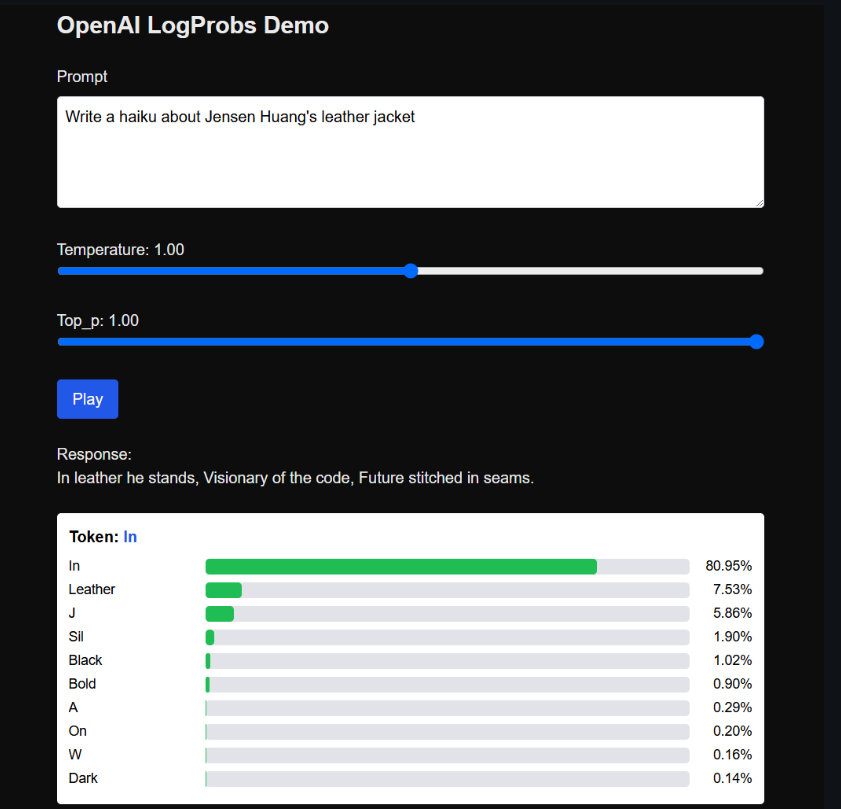 OpenAI LogProbs Demo
Prompt
Write a haiku about Jensen Huang's leather jacket
Temperature: 1.00
Top_p: 1.00
Play
Response:
In leather he stands, Visionary of the code, Future stitched in seams.
Token: In
In 80.95%
Leather 7.53%
J 5.86%
Sil 1.90%
Black 1.02%
Bold 0.90%
A 0.29%
On 0.20%
W 0.16%
Dark 0.14%